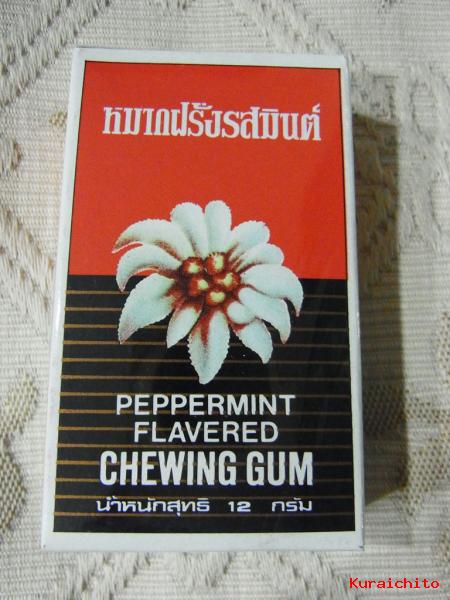 หมากฝรั่งรสมินต์
PEPPERMINT
FLAVERED
CHEWING GUM
น้ำหนักสุทธิ 12 กรัม
Kuraichito